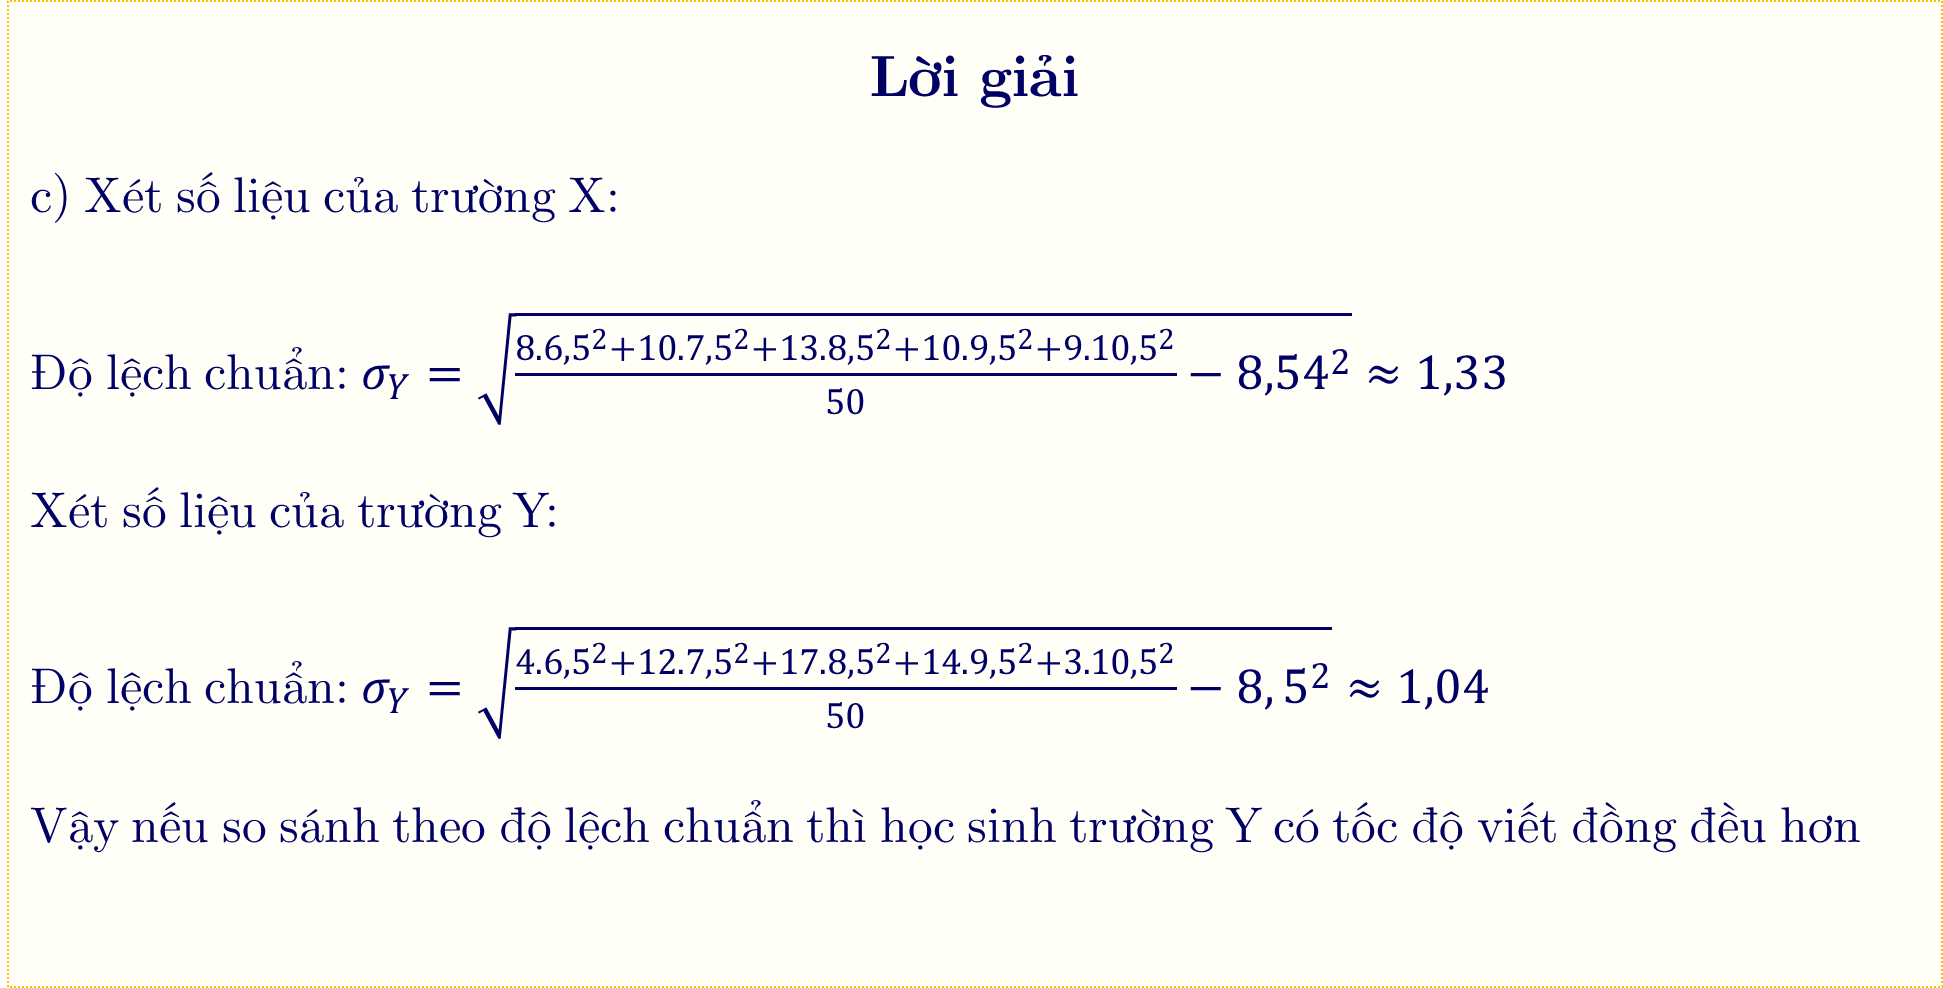 Lời giải
c) Xét số liệu của trường X:
Độ lệch chuẩn: σ_Y = √((8.6,5²+10.7,5²+13.8,5²+10.9,5²+9.10,5²)/50 − 8,54²) ≈ 1,33
Xét số liệu của trường Y:
Độ lệch chuẩn: σ_Y = √((4.6,5²+12.7,5²+17.8,5²+14.9,5²+3.10,5²)/50 − 8, 5²) ≈ 1,04
Vậy nếu so sánh theo độ lệch chuẩn thì học sinh trường Y có tốc độ viết đồng đều hơn